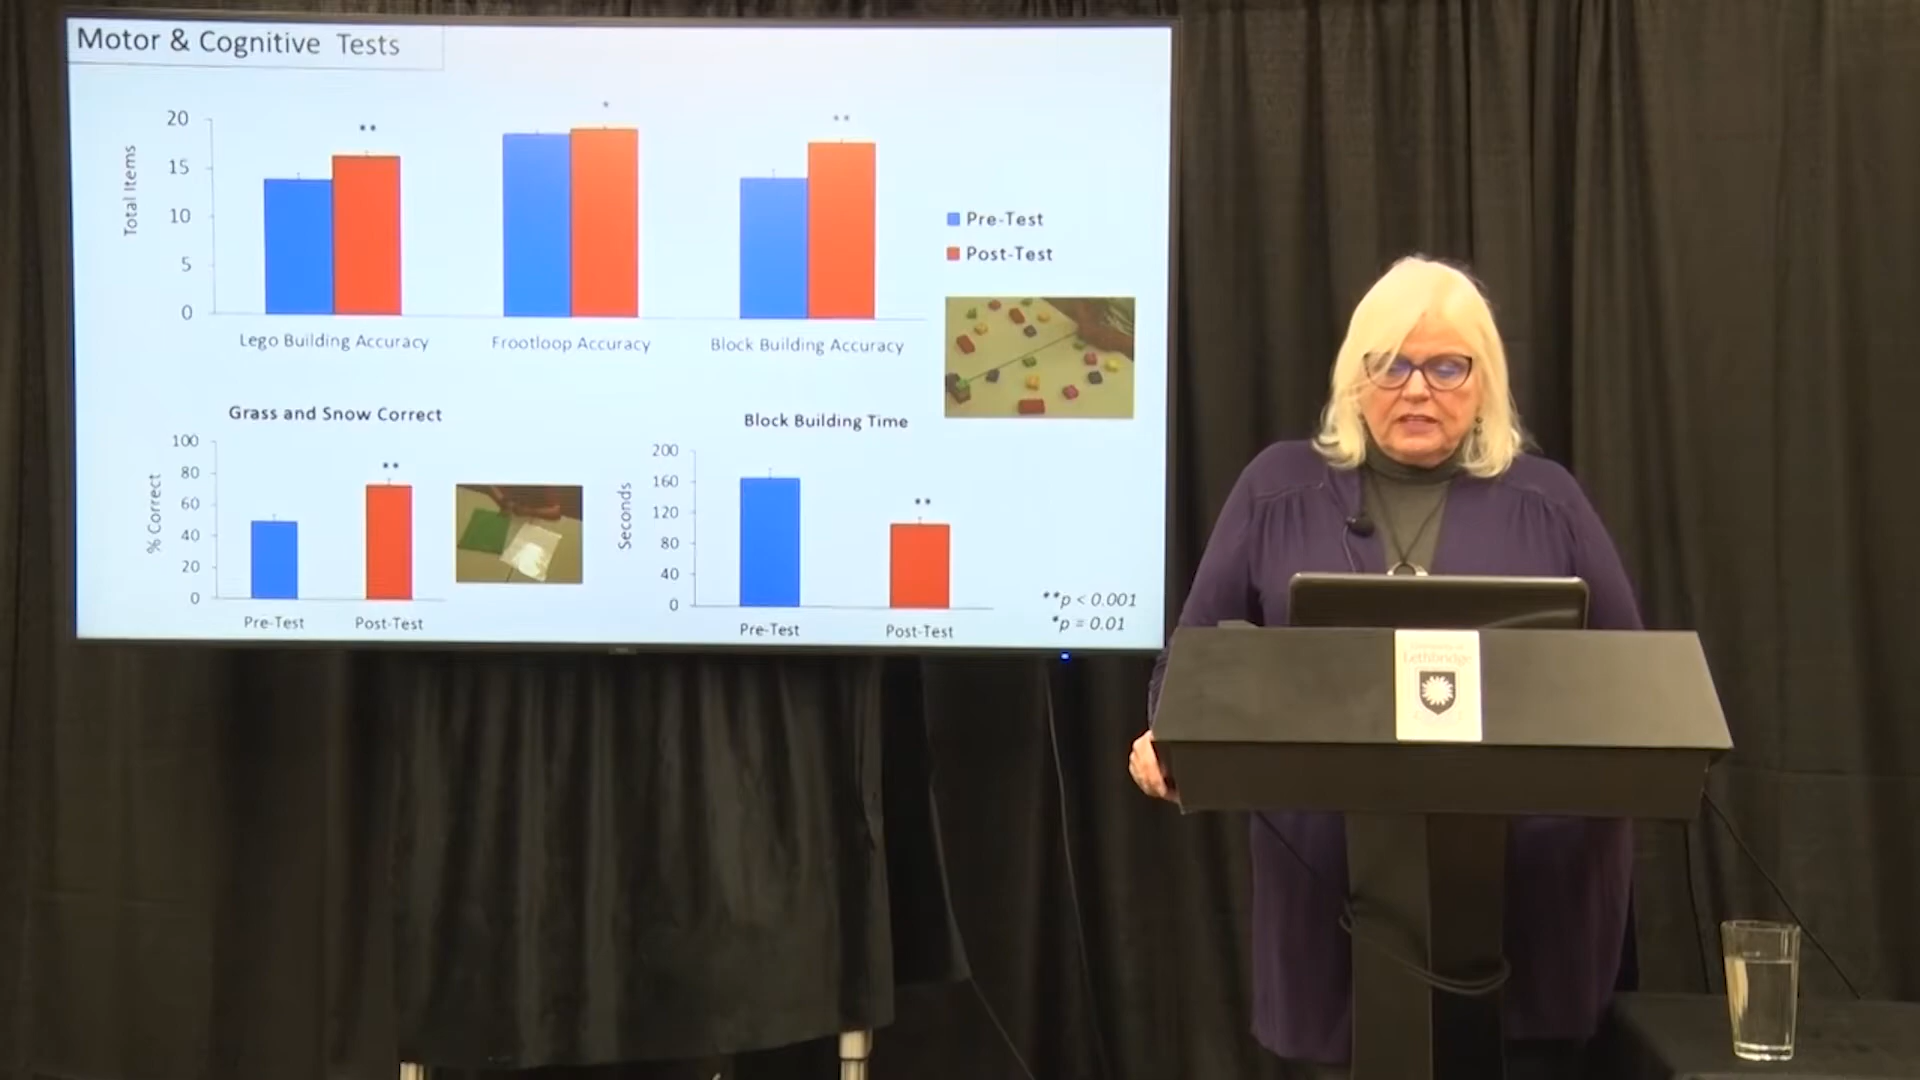 Motor & Cognitive Tests
20
15
10
5
0
Total Items
**
*
**
Lego Building Accuracy
Frootloop Accuracy
Block Building Accuracy
Pre-Test
Post-Test
Grass and Snow Correct
100
80
60
40
20
0
% Correct
**
Pre-Test
Post-Test
Block Building Time
200
160
120
80
40
0
Seconds
**
Pre-Test
Post-Test
**p < 0.001
*p = 0.01
Lethbridge